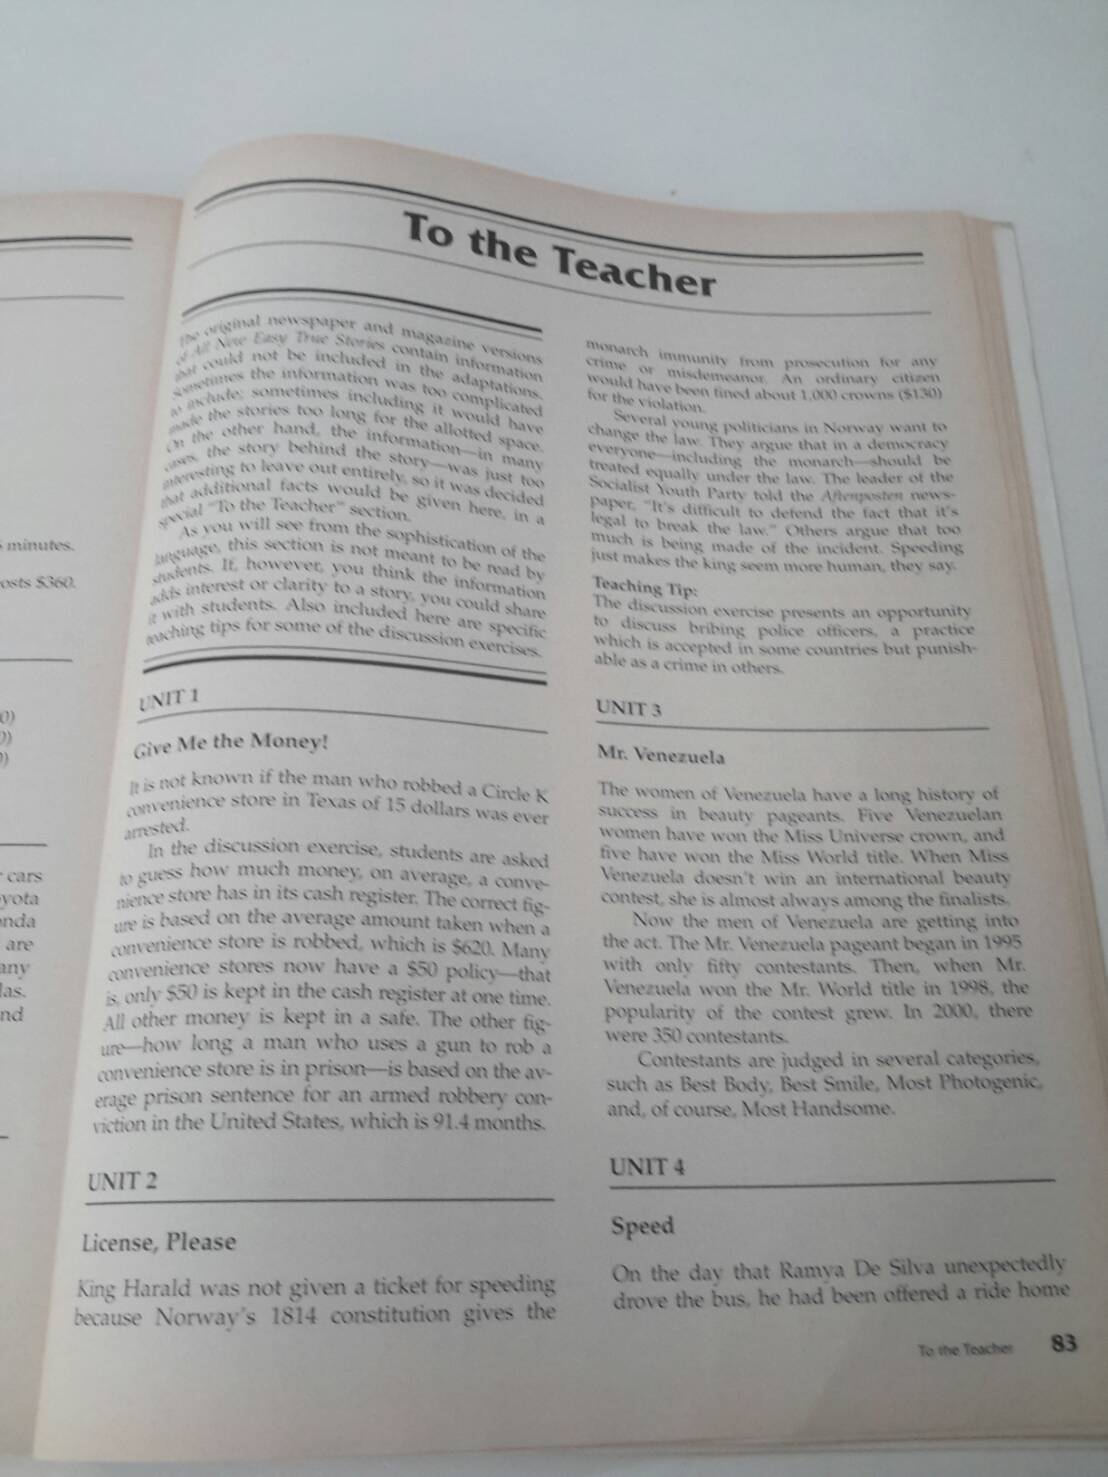 minutes.
osts $360.
0)
0)
0)
cars
yota
nda
are
any
las.
nd
To the Teacher
The original newspaper and magazine versions
of All New Easy True Stories contain information
that could not be included in the adaptations.
Sometimes the information was too complicated
to include; sometimes including it would have
made the stories too long for the allotted space.
On the other hand, the information—in many
cases, the story behind the story—was just too
interesting to leave out entirely, so it was decided
that additional facts would be given here, in a
special "To the Teacher" section.
As you will see from the sophistication of the
language, this section is not meant to be read by
students. If, however, you think the information
adds interest or clarity to a story, you could share
it with students. Also included here are specific
teaching tips for some of the discussion exercises.
UNIT 1
Give Me the Money!
It is not known if the man who robbed a Circle K
convenience store in Texas of 15 dollars was ever
arrested.
In the discussion exercise, students are asked
to guess how much money, on average, a conve-
nience store has in its cash register. The correct fig-
ure is based on the average amount taken when a
convenience store is robbed, which is $620. Many
convenience stores now have a $50 policy—that
is, only $50 is kept in the cash register at one time.
All other money is kept in a safe. The other fig-
ure—how long a man who uses a gun to rob a
convenience store is in prison—is based on the av-
erage prison sentence for an armed robbery con-
viction in the United States, which is 91.4 months.
UNIT 2
License, Please
King Harald was not given a ticket for speeding
because Norway's 1814 constitution gives the
monarch immunity from prosecution for any
crime or misdemeanor. An ordinary citizen
would have been fined about 1,000 crowns ($130)
for the violation.
Several young politicians in Norway want to
change the law. They argue that in a democracy
everyone—including the monarch—should be
treated equally under the law. The leader of the
Socialist Youth Party told the Aftenposten news-
paper, "It's difficult to defend the fact that it's
legal to break the law." Others argue that too
much is being made of the incident. Speeding
just makes the king seem more human, they say.
Teaching Tip:
The discussion exercise presents an opportunity
to discuss bribing police officers, a practice
which is accepted in some countries but punish-
able as a crime in others.
UNIT 3
Mr. Venezuela
The women of Venezuela have a long history of
success in beauty pageants. Five Venezuelan
women have won the Miss Universe crown, and
five have won the Miss World title. When Miss
Venezuela doesn't win an international beauty
contest, she is almost always among the finalists.
Now the men of Venezuela are getting into
the act. The Mr. Venezuela pageant began in 1995
with only fifty contestants. Then, when Mr.
Venezuela won the Mr. World title in 1998, the
popularity of the contest grew. In 2000, there
were 350 contestants.
Contestants are judged in several categories,
such as Best Body, Best Smile, Most Photogenic,
and, of course, Most Handsome.
UNIT 4
Speed
On the day that Ramya De Silva unexpectedly
drove the bus, he had been offered a ride home
To the Teacher 83